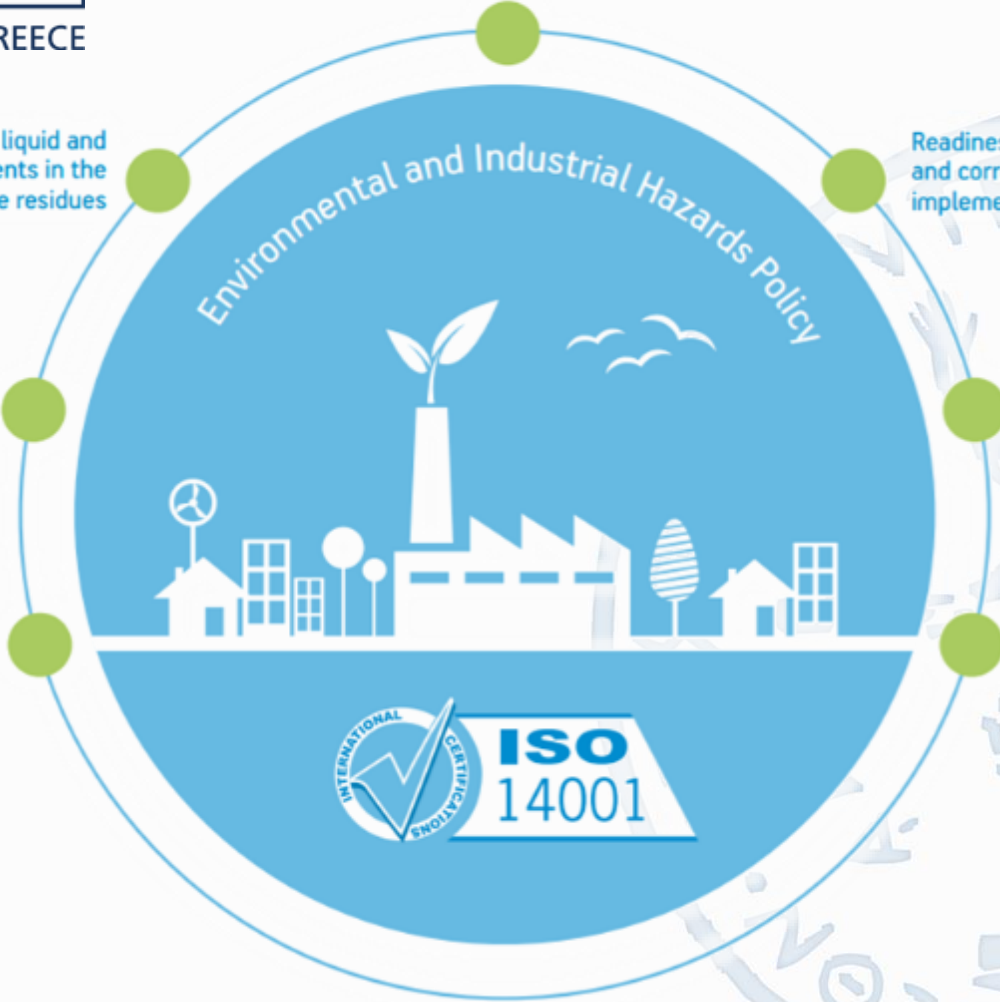 REECE
liquid and
ents in the
e residues
Readines
and corr
impleme
Environmental and Industrial Hazards Policy
INTERNATIONAL
CERTIFICATIONS
ISO
14001